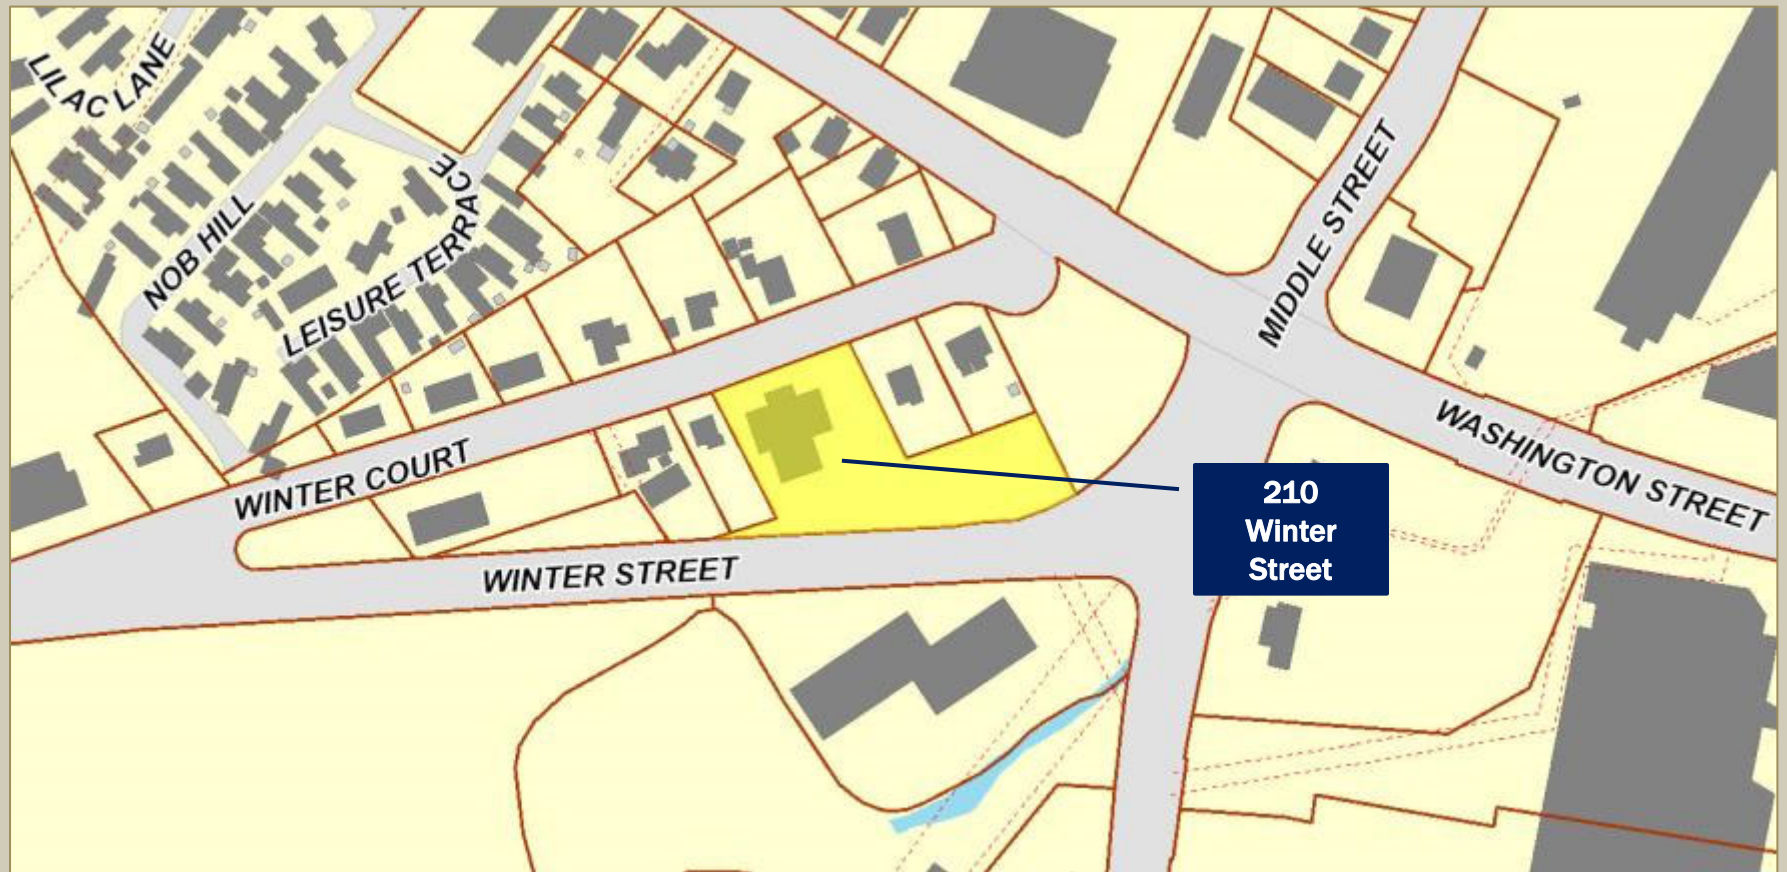 LILAC LANE
NOB HILL
LEISURE TERRACE
MIDDLE STREET
WINTER COURT
WASHINGTON STREET
WINTER STREET
210
Winter
Street